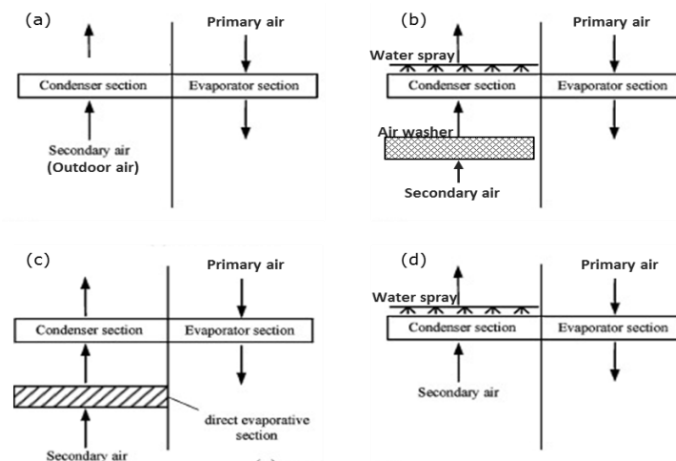 (a)
Primary air
Condenser section
Evaporator section
Secondary air
(Outdoor air)
(b)
Primary air
Water spray
Condenser section
Evaporator section
Air washer
Secondary air
(c)
Primary air
Condenser section
Evaporator section
direct evaporative
section
Secondary air
(d)
Primary air
Water spray
Condenser section
Evaporator section
Secondary air